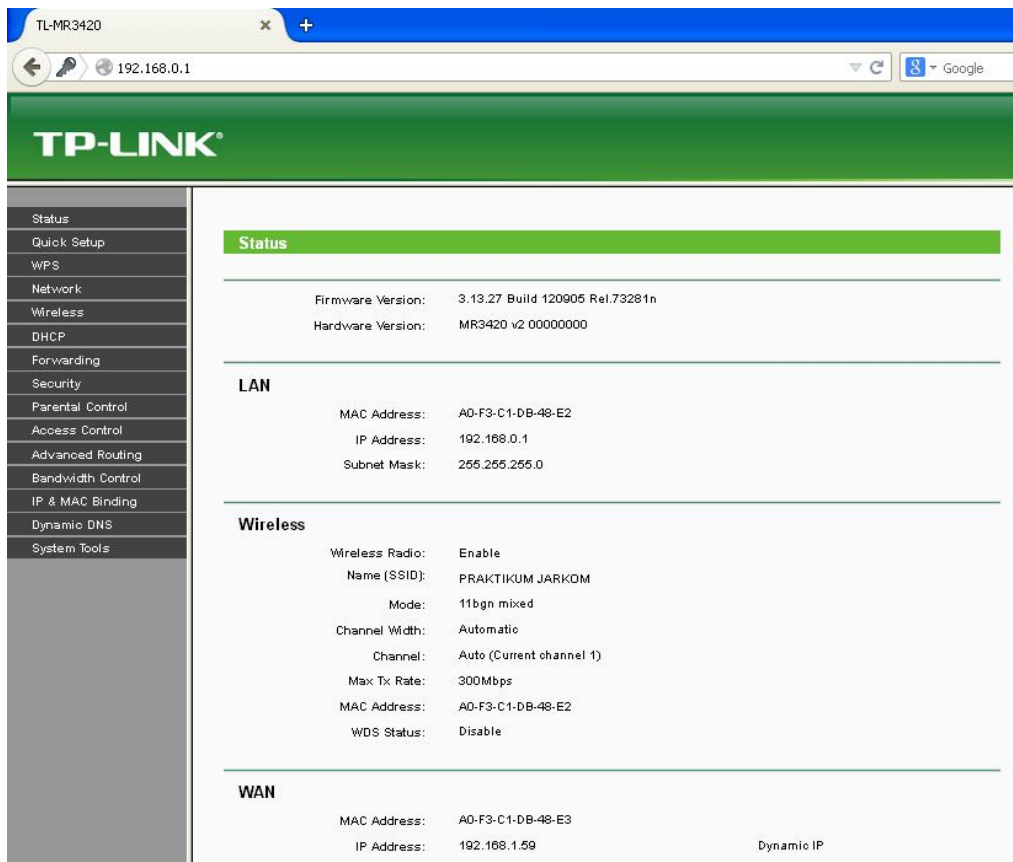 TL-MR3420
192.168.0.1
8 Google
TP-LINK®
Status
Quick Setup
WPS
Network
Wireless
DHCP
Forwarding
Security
Parental Control
Access Control
Advanced Routing
Bandwidth Control
IP & MAC Binding
Dynamic DNS
System Tools
Status
Firmware Version: 3.13.27 Build 120905 Rel.73281n
Hardware Version: MR3420 v2 00000000
LAN
MAC Address: A0-F3-C1-DB-48-E2
IP Address: 192.168.0.1
Subnet Mask: 255.255.255.0
Wireless
Wireless Radio: Enable
Name (SSID): PRAKTIKUM JARKOM
Mode: 11bgn mixed
Channel Width: Automatic
Channel: Auto (Current channel 1)
Max Tx Rate: 300Mbps
MAC Address: A0-F3-C1-DB-48-E2
WDS Status: Disable
WAN
MAC Address: A0-F3-C1-DB-48-E3
IP Address: 192.168.1.59 Dynamic IP